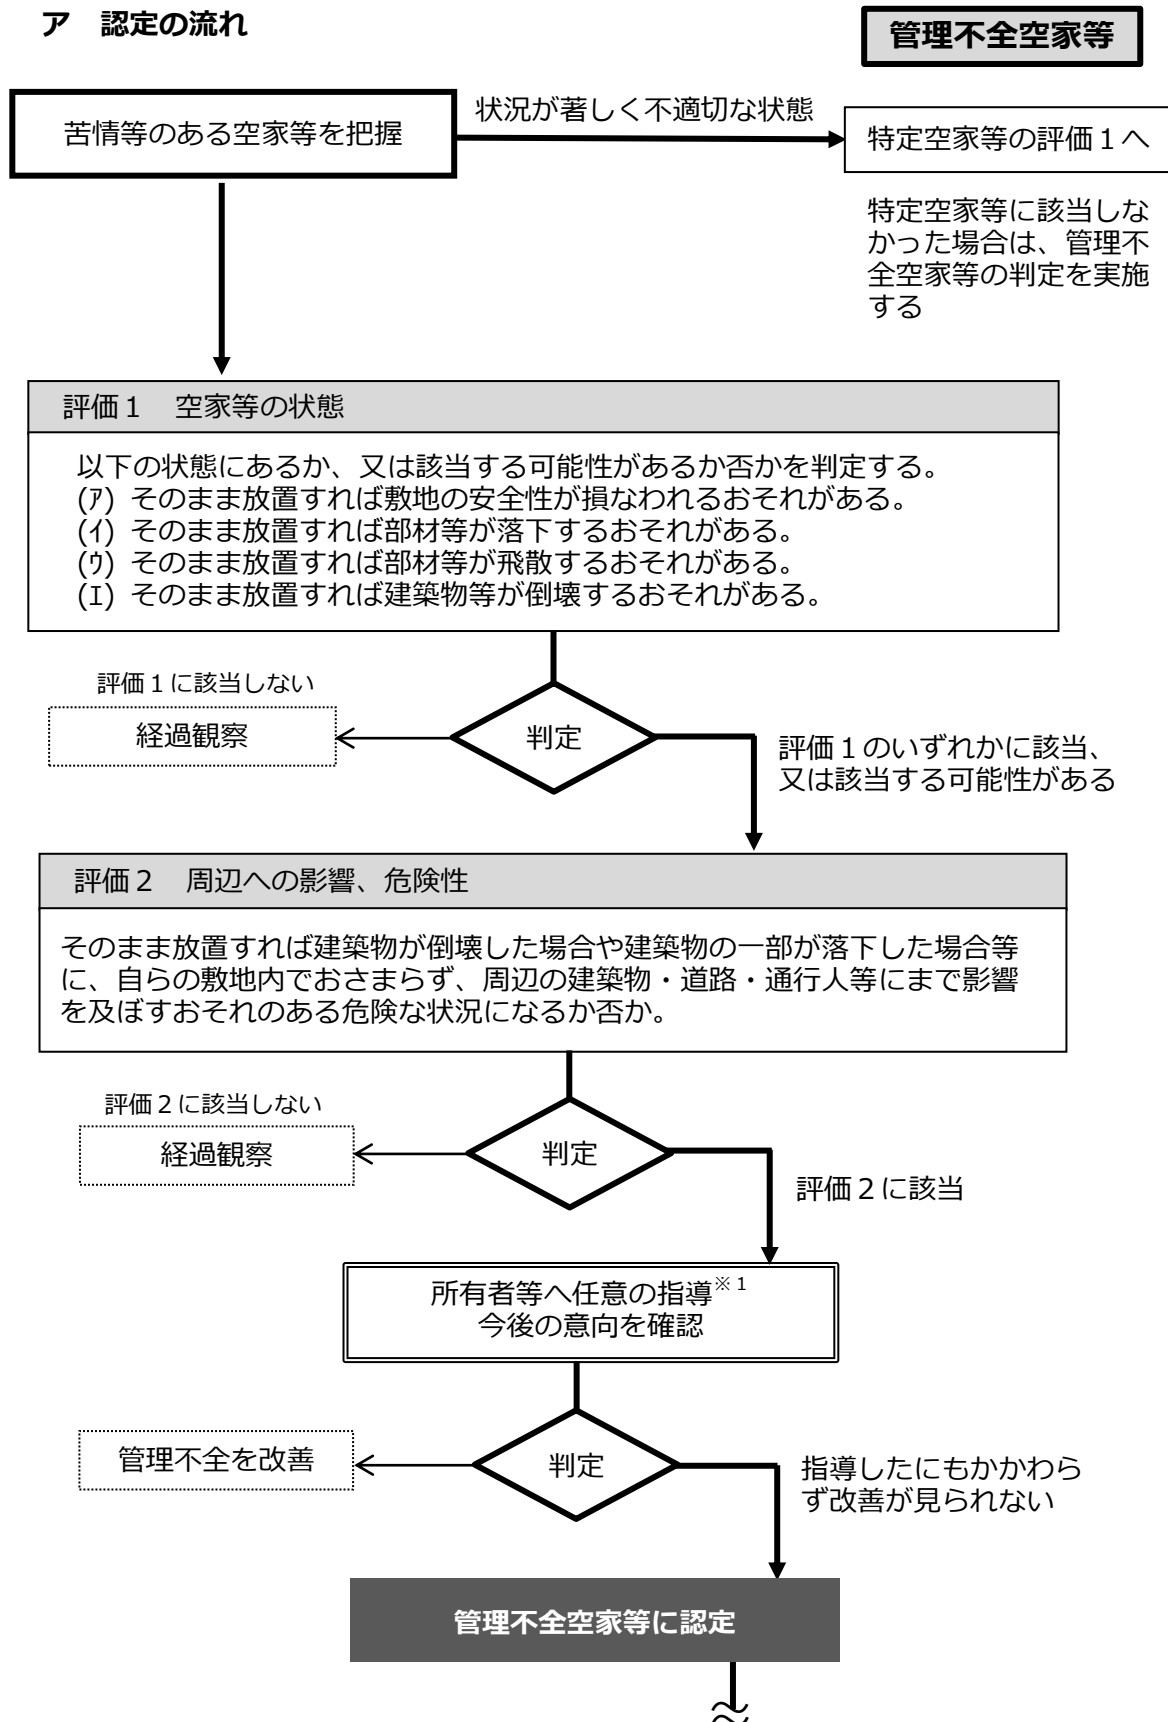 ア　認定の流れ
管理不全空家等
苦情等のある空家等を把握
状況が著しく不適切な状態
特定空家等の評価１へ
特定空家等に該当しな
かった場合は、管理不
全空家等の判定を実施
する
評価１　空家等の状態
以下の状態にあるか、又は該当する可能性があるか否かを判定する。
(ｱ) そのまま放置すれば敷地の安全性が損なわれるおそれがある。
(ｲ) そのまま放置すれば部材等が落下するおそれがある。
(ｳ) そのまま放置すれば部材等が飛散するおそれがある。
(ｴ) そのまま放置すれば建築物等が倒壊するおそれがある。
評価１に該当しない
経過観察
判定
評価１のいずれかに該当、
又は該当する可能性がある
評価２　周辺への影響、危険性
そのまま放置すれば建築物が倒壊した場合や建築物の一部が落下した場合等
に、自らの敷地内でおさまらず、周辺の建築物・道路・通行人等にまで影響
を及ぼすおそれのある危険な状況になるか否か。
評価２に該当しない
経過観察
判定
評価２に該当
所有者等へ任意の指導※１
今後の意向を確認
管理不全を改善
判定
指導したにもかかわら
ず改善が見られない
管理不全空家等に認定